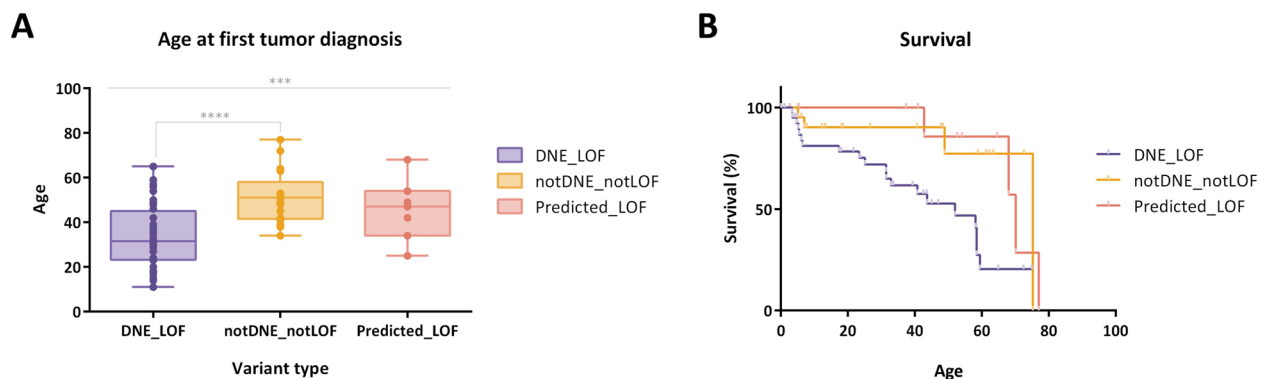 A
Age at first tumor diagnosis
***
****
100
80
60
40
20
0
Age
DNE_LOF
notDNE_notLOF
Predicted_LOF
Variant type
DNE_LOF
notDNE_notLOF
Predicted_LOF
B
Survival
100
50
0
Survival (%)
0 20 40 60 80 100
Age
DNE_LOF
notDNE_notLOF
Predicted_LOF